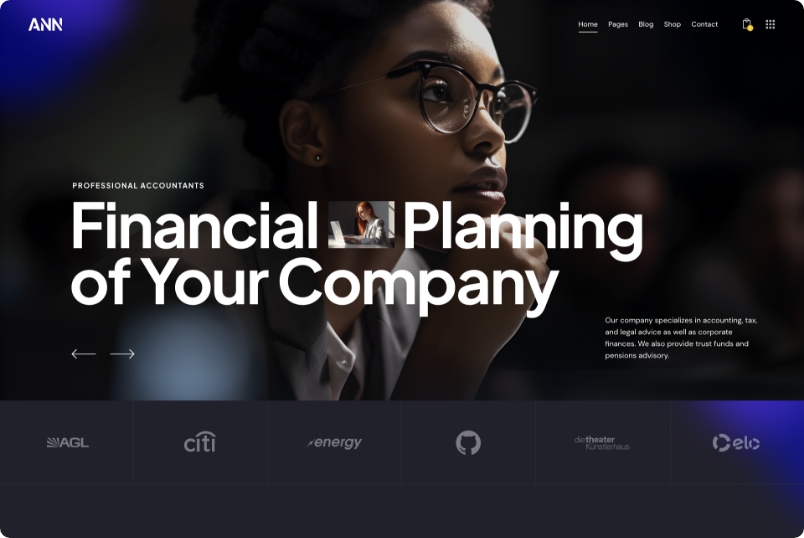 ANN
Home Pages Blog Shop Contact
PROFESSIONAL ACCOUNTANTS
Financial Planning
of Your Company
Our company specializes in accounting, tax,
and legal advice as well as corporate
finances. We also provide trust funds and
pensions advisory.
AGL
citi
energy
dietheater
Künstlerhaus
elo